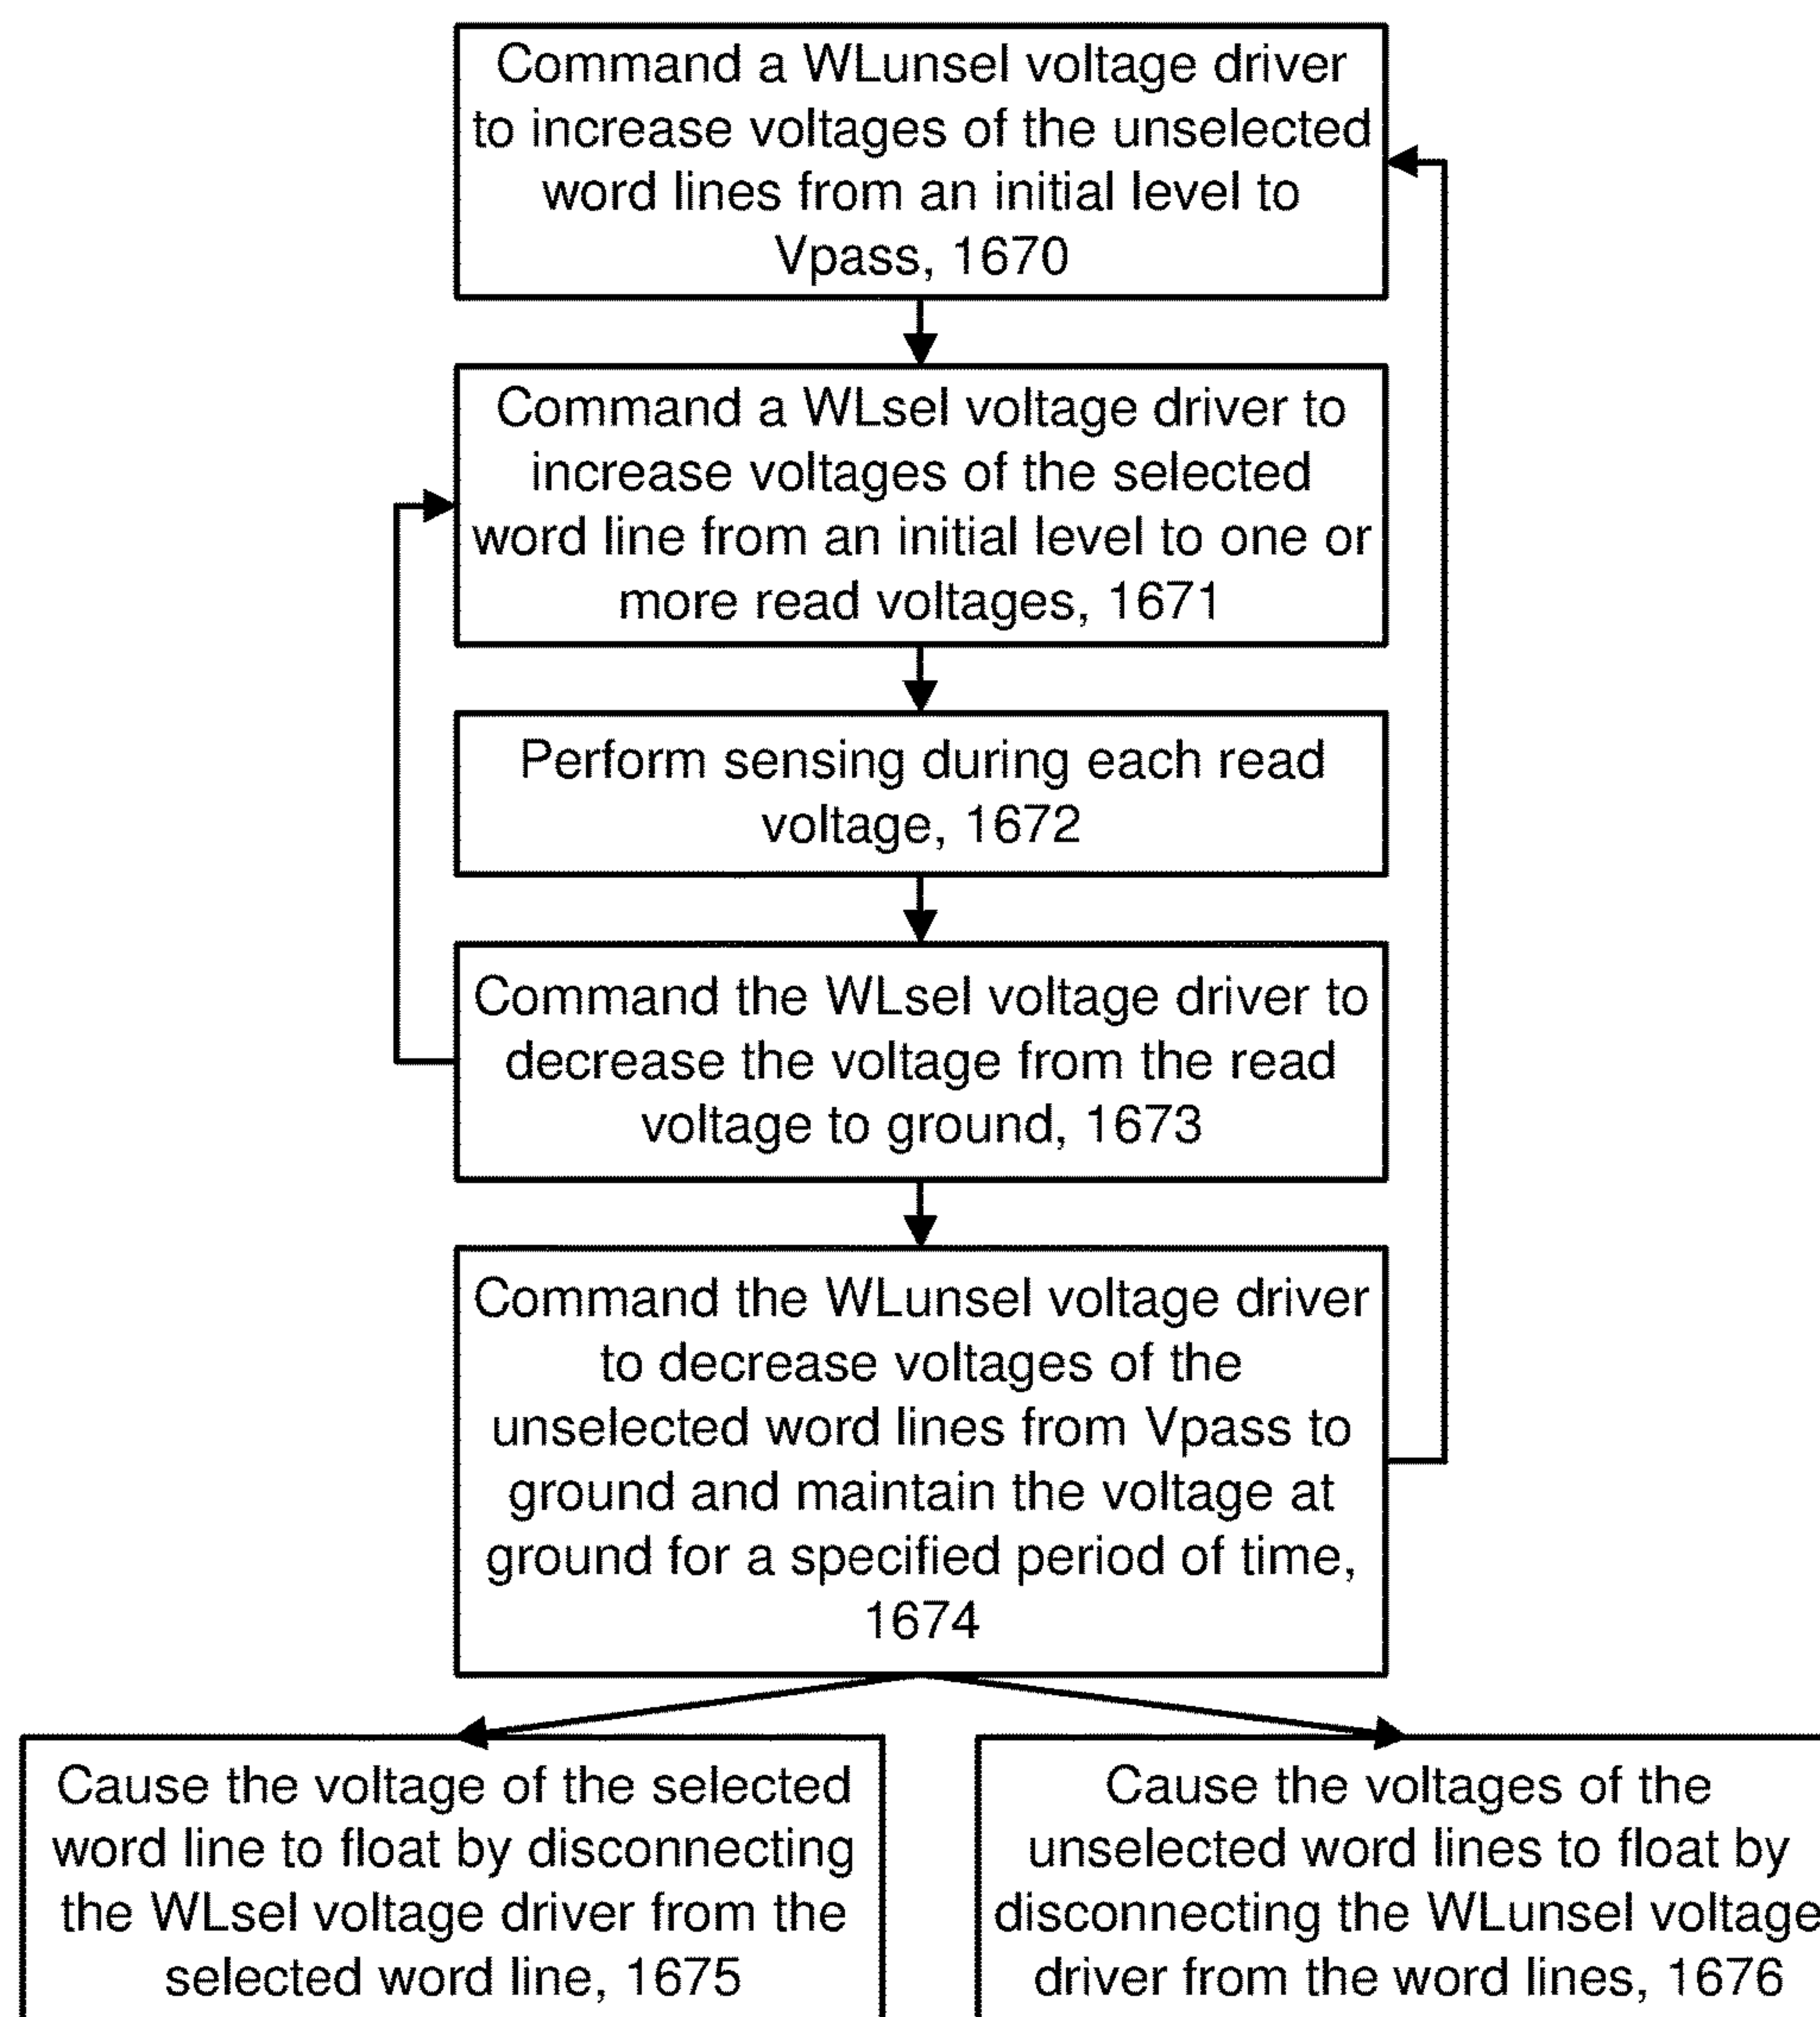 Command a WLunsel voltage driver
to increase voltages of the unselected
word lines from an initial level to
Vpass, 1670
Command a WLsel voltage driver to
increase voltages of the selected
word line from an initial level to one or
more read voltages, 1671
Perform sensing during each read
voltage, 1672
Command the WLsel voltage driver to
decrease the voltage from the read
voltage to ground, 1673
Command the WLunsel voltage driver
to decrease voltages of the
unselected word lines from Vpass to
ground and maintain the voltage at
ground for a specified period of time,
1674
Cause the voltage of the selected
word line to float by disconnecting
the WLsel voltage driver from the
selected word line, 1675
Cause the voltages of the
unselected word lines to float by
disconnecting the WLunsel voltage
driver from the word lines, 1676